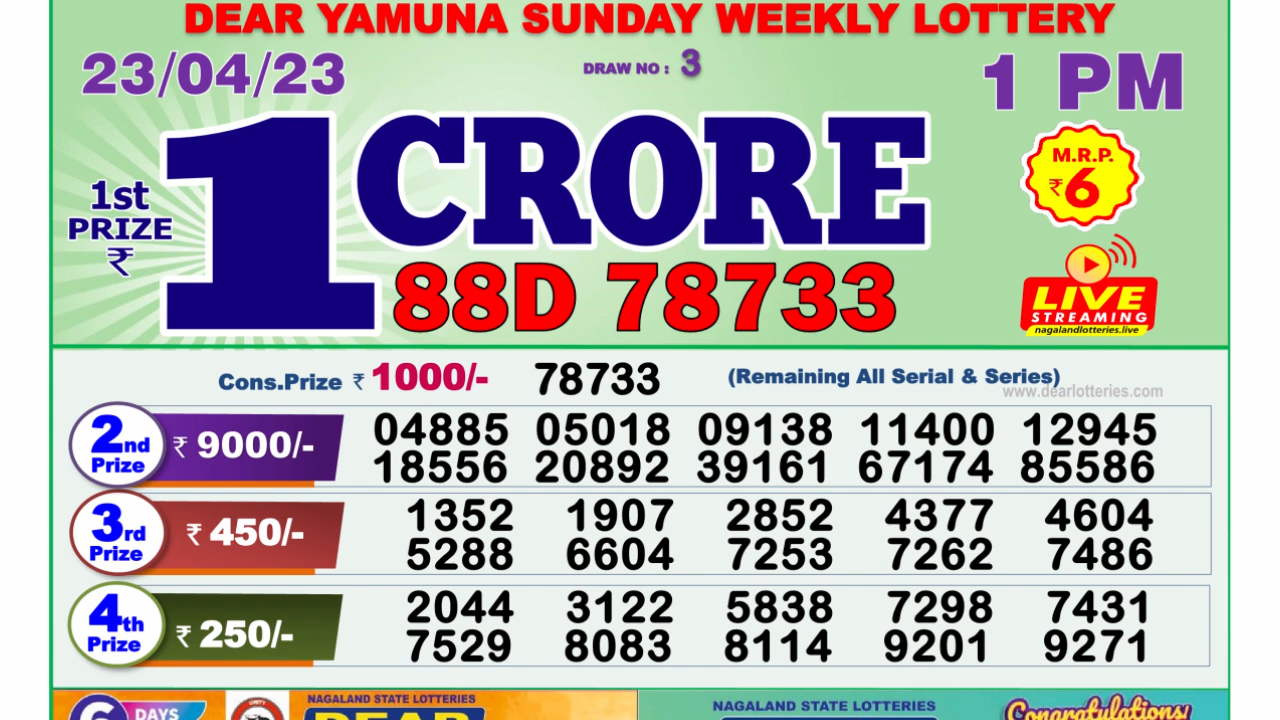 DEAR YAMUNA SUNDAY WEEKLY LOTTERY
23/04/23
DRAW NO : 3
1 PM
1st
PRIZE
₹
1 CRORE
M.R.P.
₹6
88D 78733
LIVE
STREAMING
nagalandlotteries.live
Cons.Prize ₹ 1000/- 78733 (Remaining All Serial & Series)
www.dearlotteries.com
2nd Prize ₹ 9000/-
04885 05018 09138 11400 12945
18556 20892 39161 67174 85586
3rd Prize ₹ 450/-
1352 1907 2852 4377 4604
5288 6604 7253 7262 7486
4th Prize ₹ 250/-
2044 3122 5838 7298 7431
7529 8083 8114 9201 9271
6 DAYS
UNITY
NAGALAND STATE LOTTERIES
DEAR
NAGALAND STATE LOTTERIES
Congratulations!